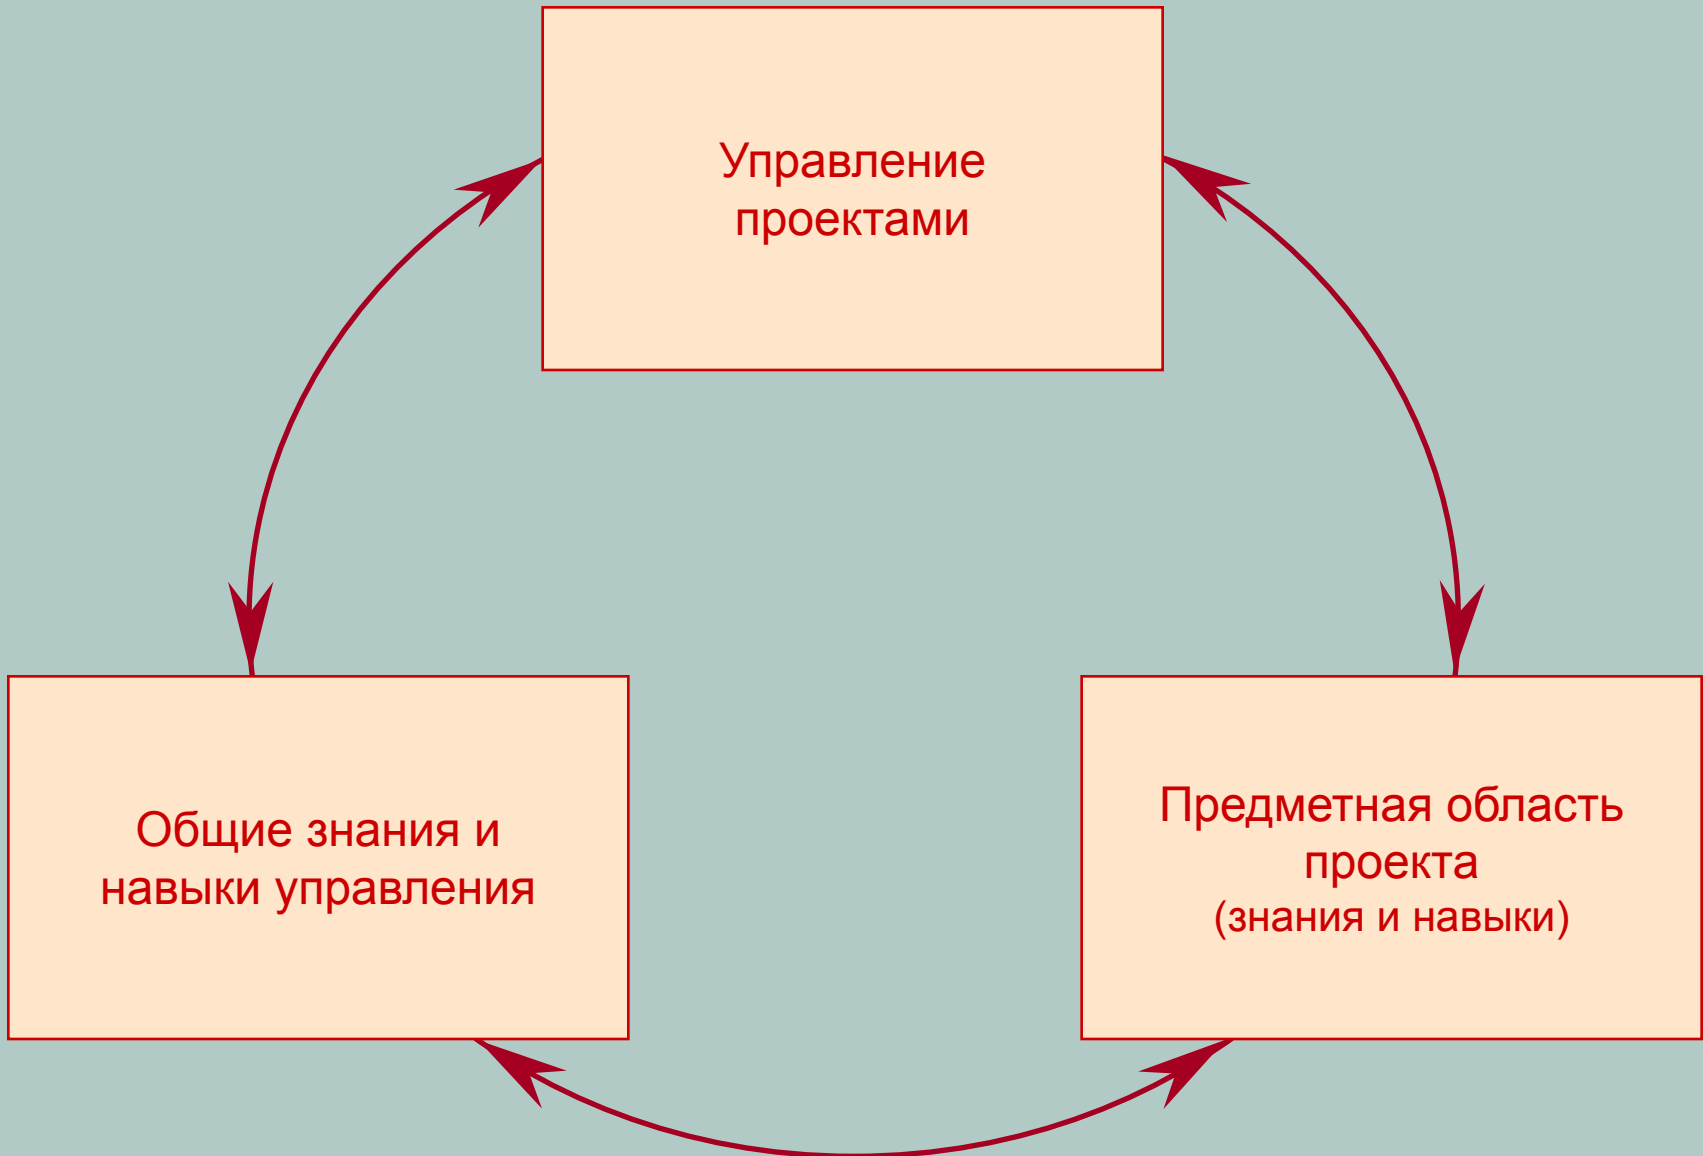 Управление
проектами
Общие знания и
навыки управления
Предметная область
проекта
(знания и навыки)